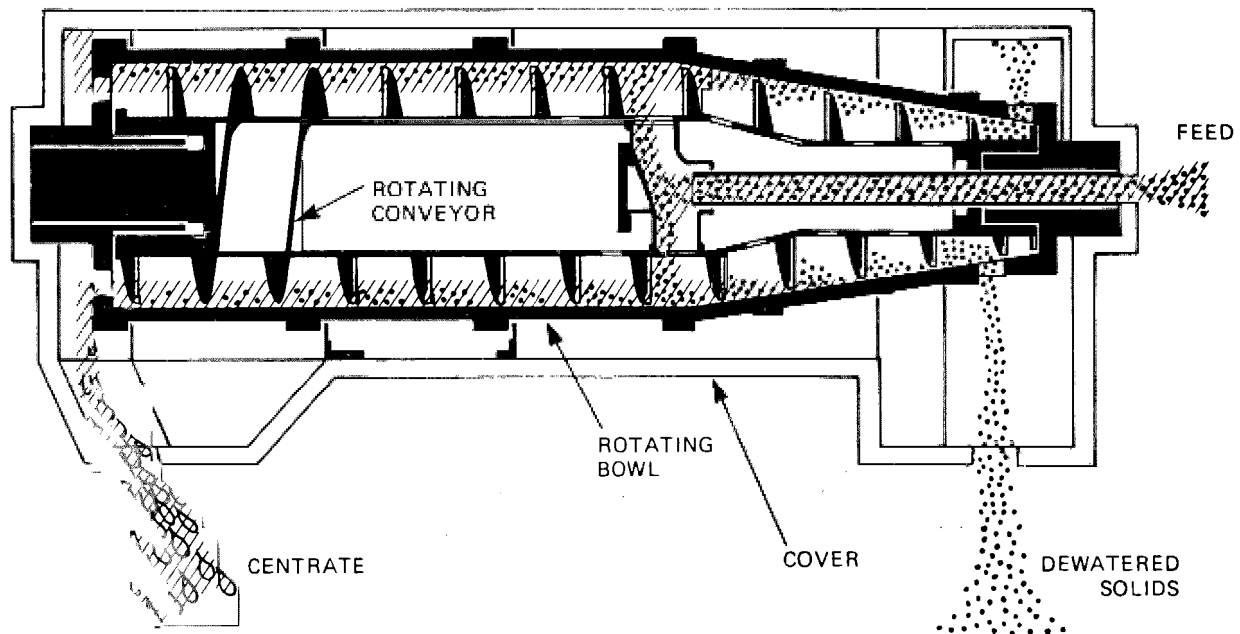 FEED
ROTATING
CONVEYOR
ROTATING
BOWL
COVER
CENTRATE
DEWATERED
SOLIDS